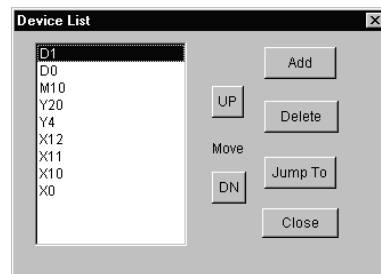 Device List
D1
D0
M10
Y20
Y4
X12
X11
X10
X0
UP
Move
DN
Add
Delete
Jump To
Close